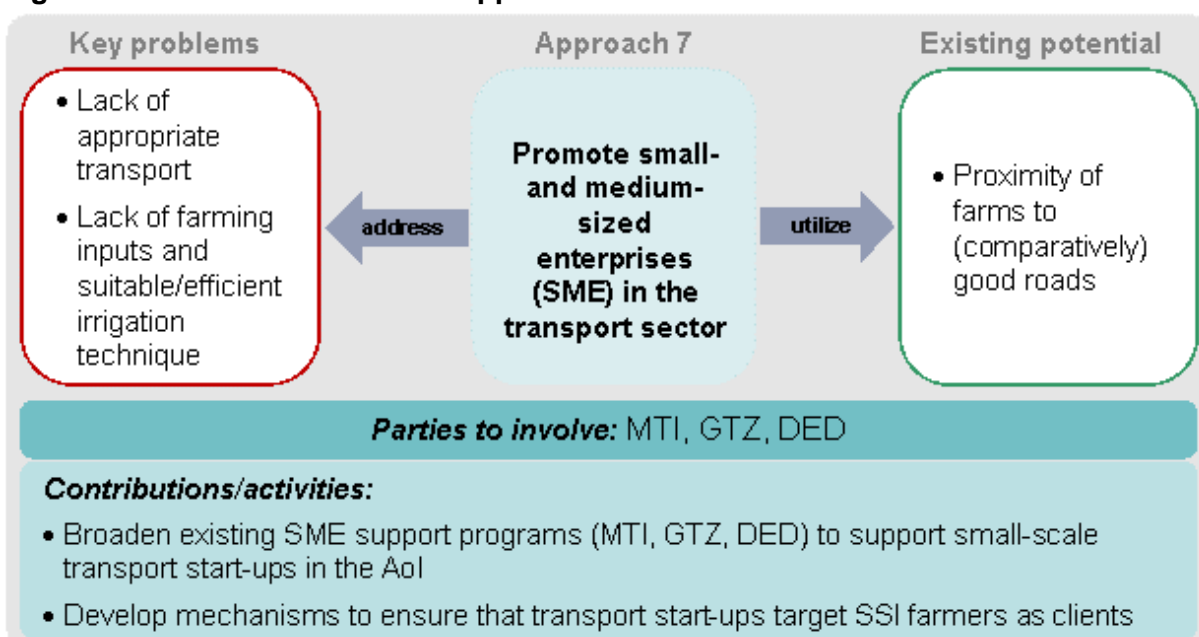 Key problems
Approach 7
Existing potential
• Lack of
appropriate
transport
• Lack of farming
inputs and
suitable/efficient
irrigation
technique
address
Promote small-
and medium-
sized
enterprises
(SME) in the
transport sector
utilize
• Proximity of
farms to
(comparatively)
good roads
Parties to involve: MTI, GTZ, DED
Contributions/activities:
• Broaden existing SME support programs (MTI, GTZ, DED) to support small-scale
transport start-ups in the AoI
• Develop mechanisms to ensure that transport start-ups target SSI farmers as clients